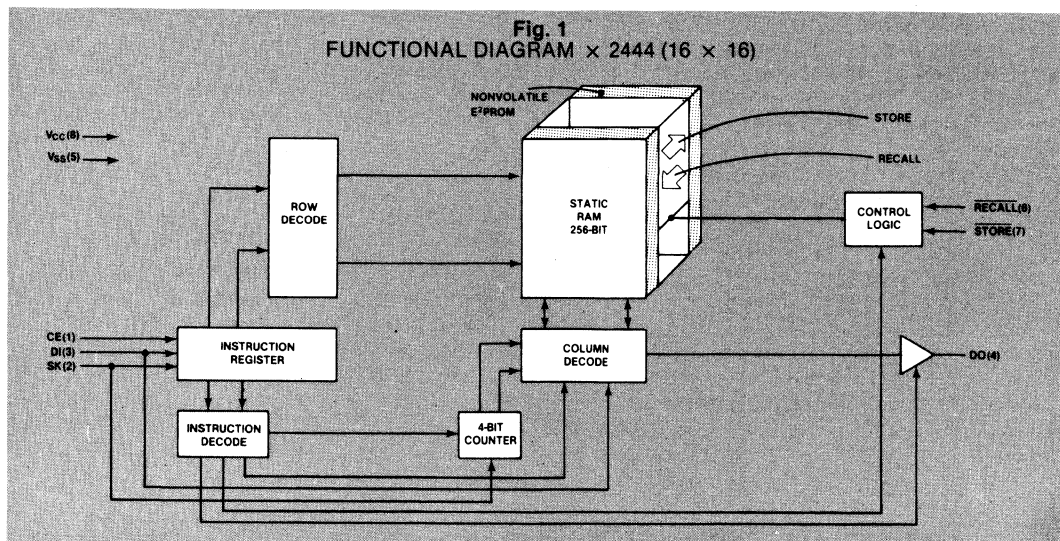 Fig. 1
FUNCTIONAL DIAGRAM × 2444 (16 × 16)
NONVOLATILE
E²PROM
STORE
RECALL
VCC(8)
VSS(5)
ROW
DECODE
STATIC
RAM
256-BIT
CONTROL
LOGIC
RECALL(6)
STORE(7)
CE(1)
DI(3)
SK(2)
INSTRUCTION
REGISTER
COLUMN
DECODE
DO(4)
INSTRUCTION
DECODE
4-BIT
COUNTER